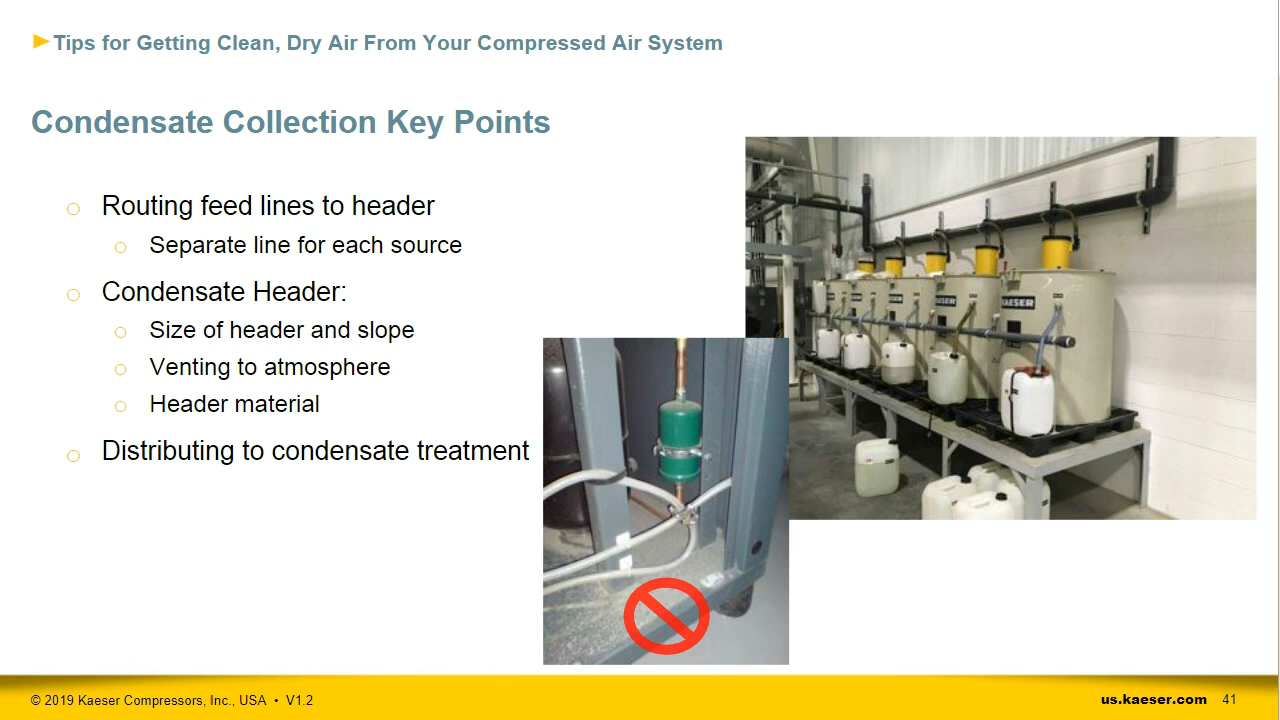 Tips for Getting Clean, Dry Air From Your Compressed Air System
Condensate Collection Key Points
Routing feed lines to header
Separate line for each source
Condensate Header:
Size of header and slope
Venting to atmosphere
Header material
Distributing to condensate treatment
KAESER
© 2019 Kaeser Compressors, Inc., USA • V1.2
us.kaeser.com 41